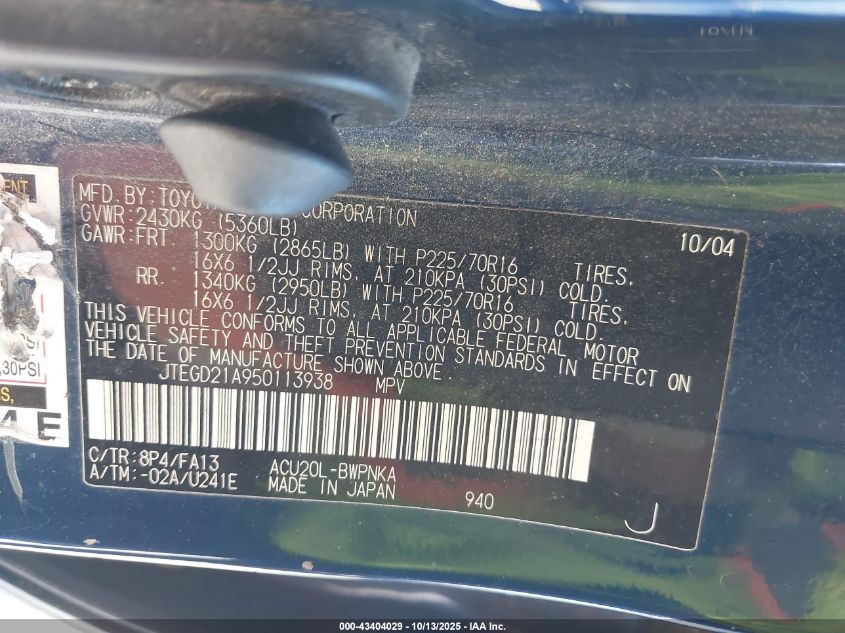 MFD. BY: TOYO CORPORATION 10/04
GVWR: 2430KG (5360LB)
GAWR: FRT 1300KG (2865LB) WITH P225/70R16 TIRES,
16X6 1/2JJ RIMS, AT 210KPA (30PSI) COLD.
RR. 1340KG (2950LB) WITH P225/70R16 TIRES,
16X6 1/2JJ RIMS, AT 210KPA (30PSI) COLD.
THIS VEHICLE CONFORMS TO ALL APPLICABLE FEDERAL MOTOR
VEHICLE SAFETY AND THEFT PREVENTION STANDARDS IN EFFECT ON
THE DATE OF MANUFACTURE SHOWN ABOVE.
JTEGD21A950113938 MPV
C/TR: 8P4/FA13 ACU20L-BWPNKA
A/TM: -02A/U241E MADE IN JAPAN 940
J
30PSI
4E
000-43404029 - 10/13/2025 - IAA Inc.